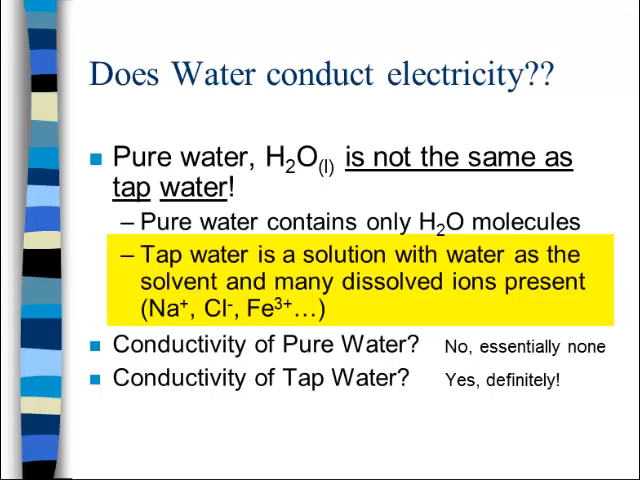 Does Water conduct electricity??
■ Pure water, H₂O₍l₎ is not the same as
tap water!
– Pure water contains only H₂O molecules
– Tap water is a solution with water as the
solvent and many dissolved ions present
(Na⁺, Cl⁻, Fe³⁺…)
■ Conductivity of Pure Water? No, essentially none
■ Conductivity of Tap Water? Yes, definitely!